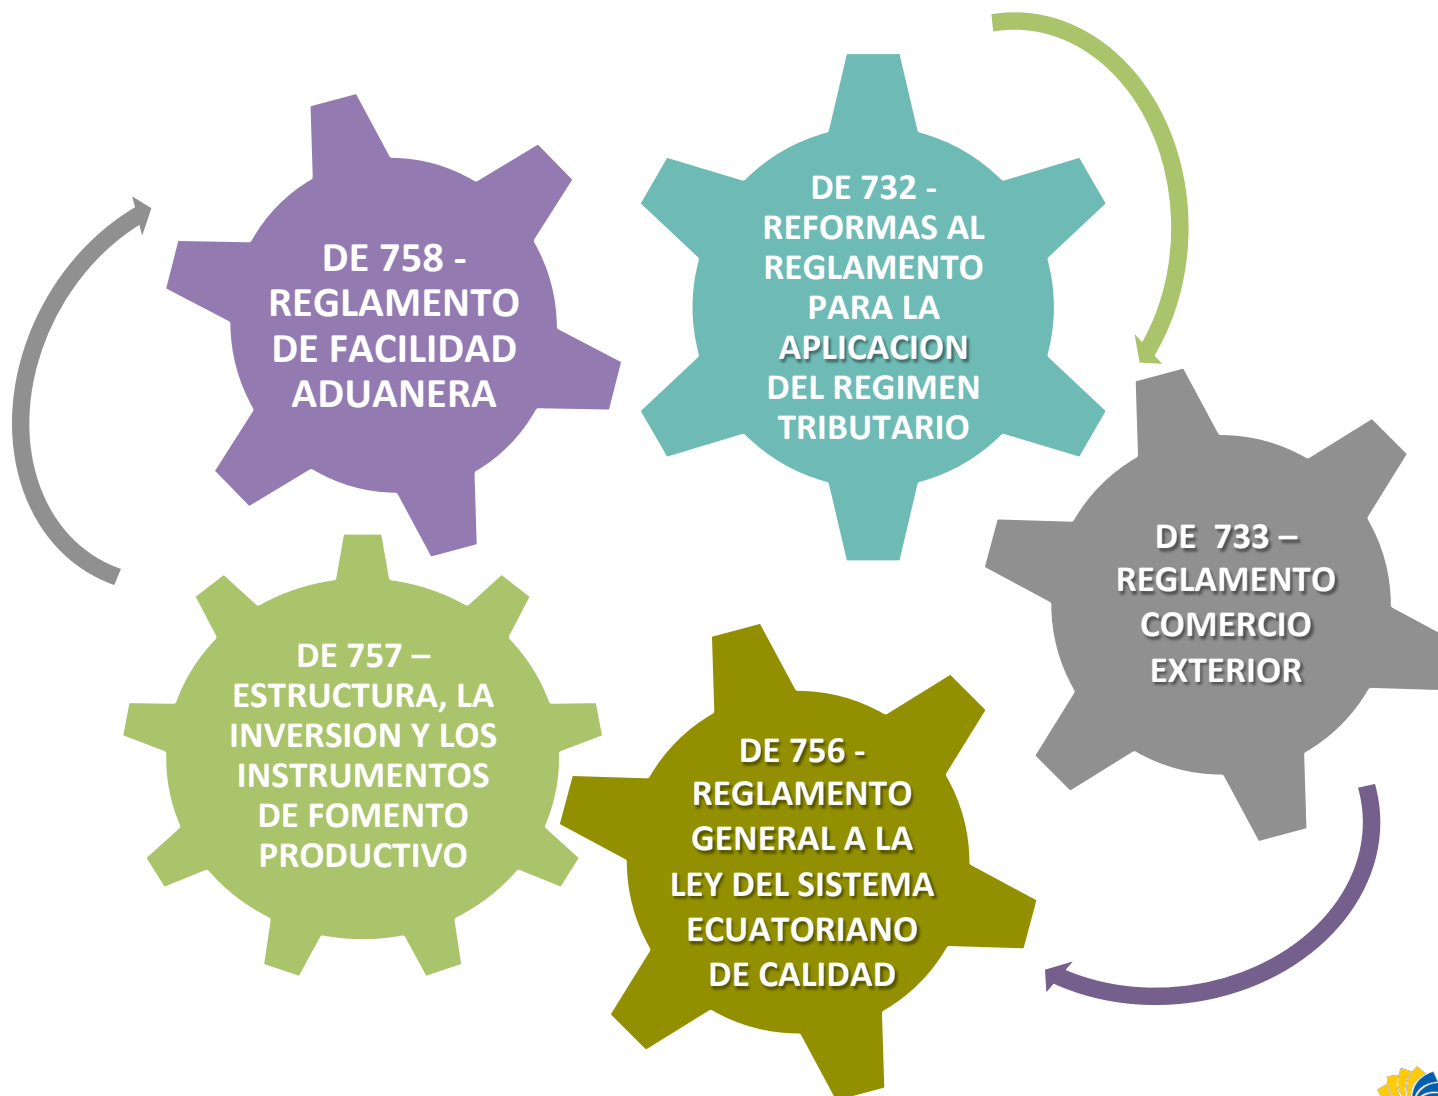 DE 758 -
REGLAMENTO
DE FACILIDAD
ADUANERA
DE 732 -
REFORMAS AL
REGLAMENTO
PARA LA
APLICACION
DEL REGIMEN
TRIBUTARIO
DE 733 –
REGLAMENTO
COMERCIO
EXTERIOR
DE 757 –
ESTRUCTURA, LA
INVERSION Y LOS
INSTRUMENTOS
DE FOMENTO
PRODUCTIVO
DE 756 -
REGLAMENTO
GENERAL A LA
LEY DEL SISTEMA
ECUATORIANO
DE CALIDAD